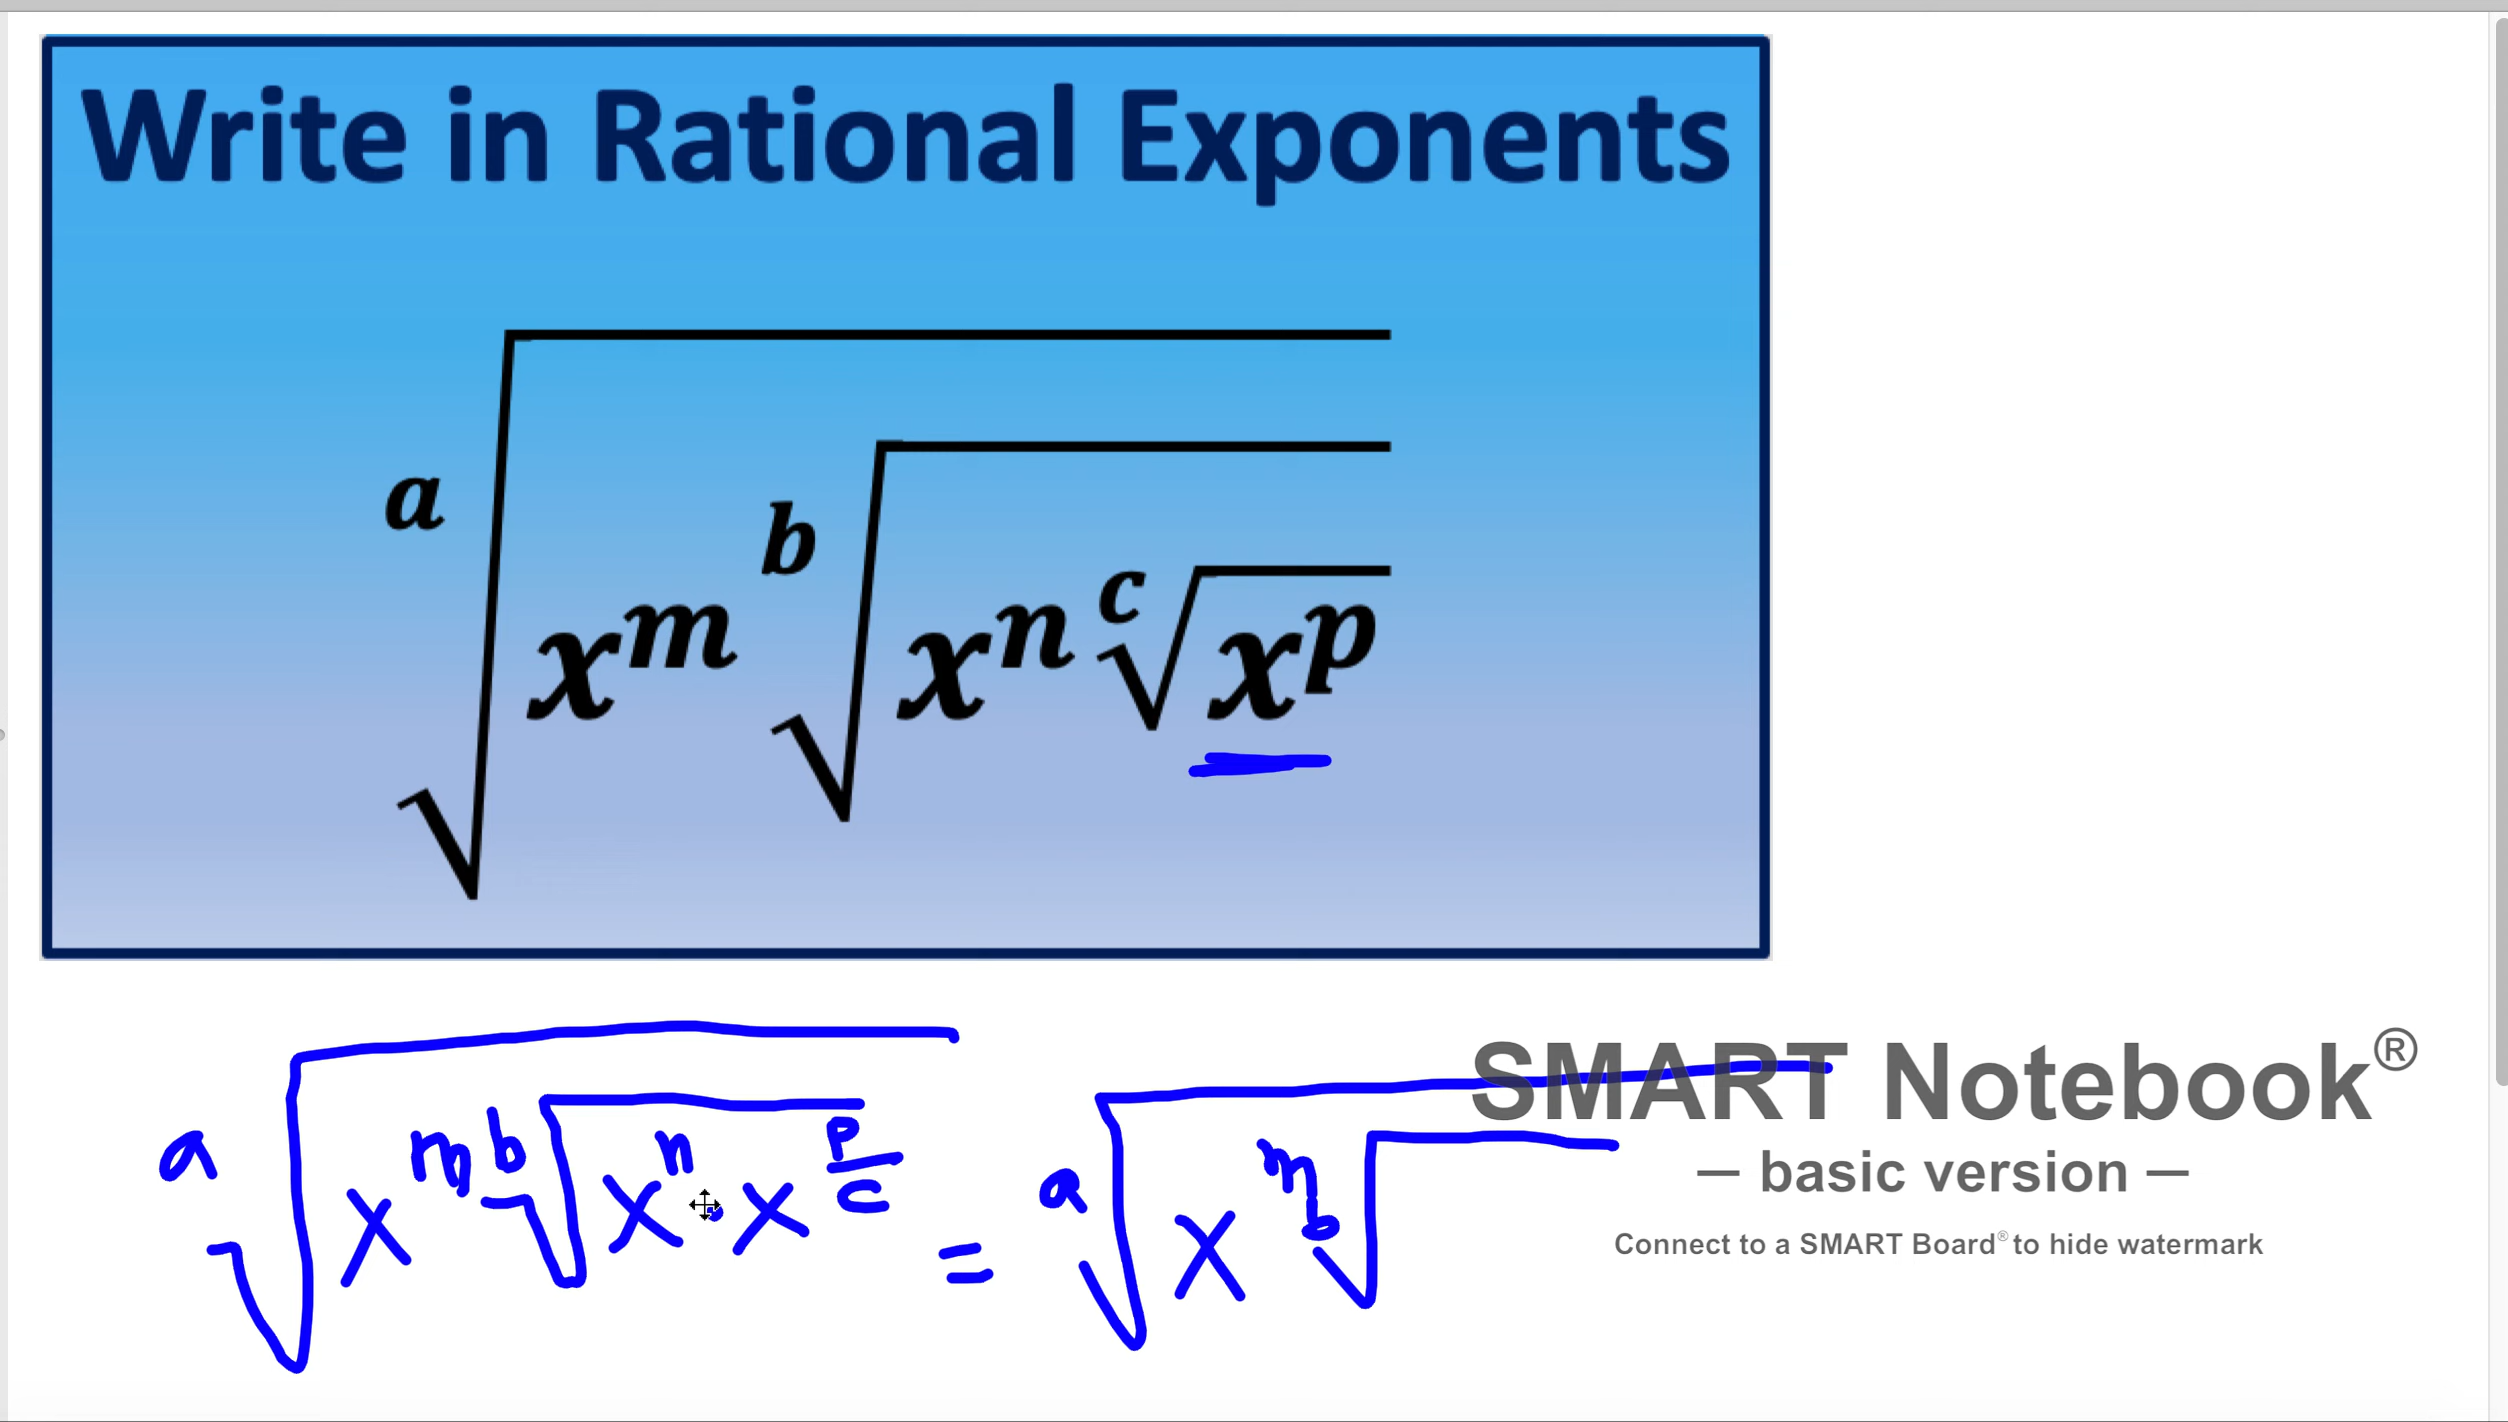 Write in Rational Exponents
a√(x^m b√(x^n c√(x^p)))
a√(x^m b√(x^n · x^(p/c))) = a√(x^m b√
SMART Notebook®
— basic version —
Connect to a SMART Board® to hide watermark